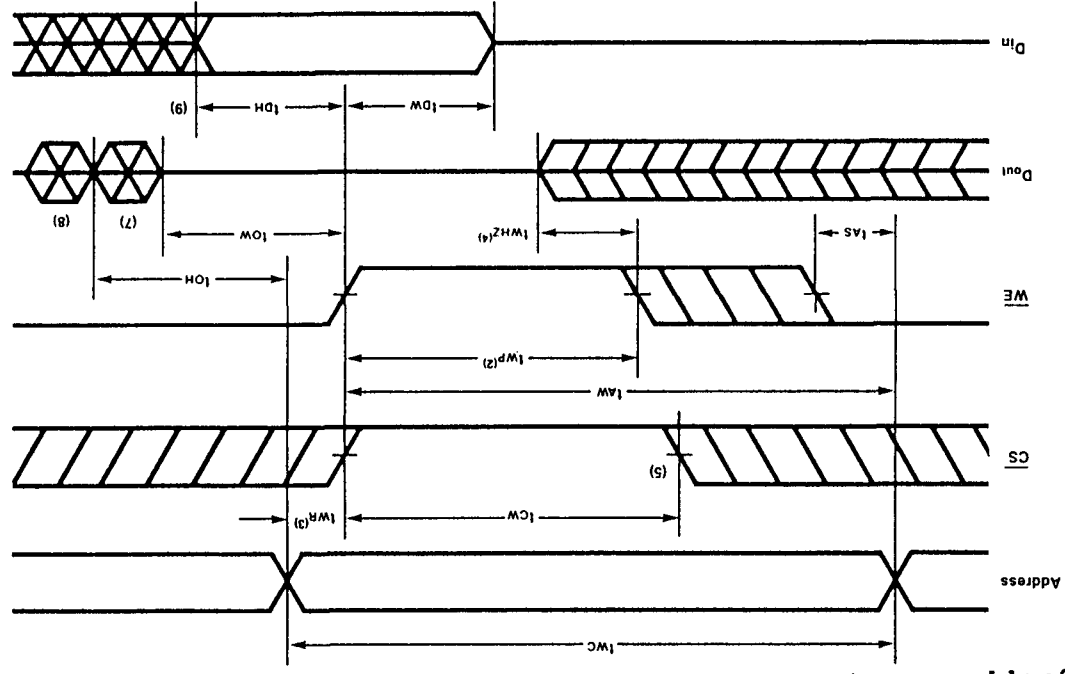 tWC
Address
tCW
tWR(3)
CS
(5)
tAW
tWP(2)
WE
tAS
tWHZ(4)
tOW
tOH
Dout
(7)
(8)
tDW
tDH
(9)
Din